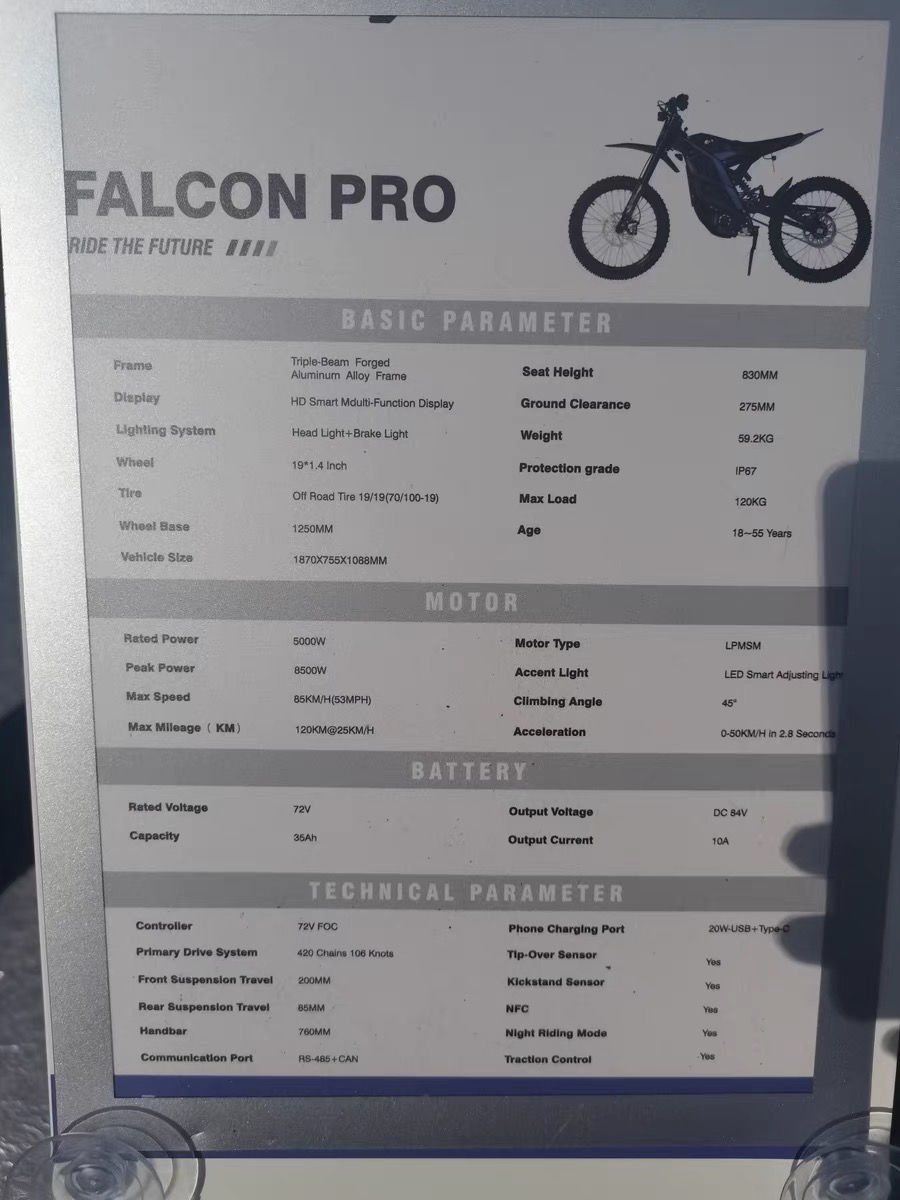 FALCON PRO
RIDE THE FUTURE
BASIC PARAMETER
Frame Triple-Beam Forged Aluminum Alloy Frame
Display HD Smart Mdulti-Function Display
Lighting System Head Light+Brake Light
Wheel 19*1.4 Inch
Tire Off Road Tire 19/19(70/100-19)
Wheel Base 1250MM
Vehicle Size 1870X755X1088MM
Seat Height 830MM
Ground Clearance 275MM
Weight 59.2KG
Protection grade IP67
Max Load 120KG
Age 18~55 Years
MOTOR
Rated Power 5000W
Peak Power 8500W
Max Speed 85KM/H(53MPH)
Max Mileage ( KM) 120KM@25KM/H
Motor Type LPMSM
Accent Light LED Smart Adjusting Light
Climbing Angle 45°
Acceleration 0-50KM/H in 2.8 Seconds
BATTERY
Rated Voltage 72V
Capacity 35Ah
Output Voltage DC 84V
Output Current 10A
TECHNICAL PARAMETER
Controller 72V FOC
Primary Drive System 420 Chains 106 Knots
Front Suspension Travel 200MM
Rear Suspension Travel 85MM
Handbar 760MM
Communication Port RS-485+CAN
Phone Charging Port 20W-USB+Type-C
Tip-Over Sensor Yes
Kickstand Sensor Yes
NFC Yes
Night Riding Mode Yes
Traction Control Yes